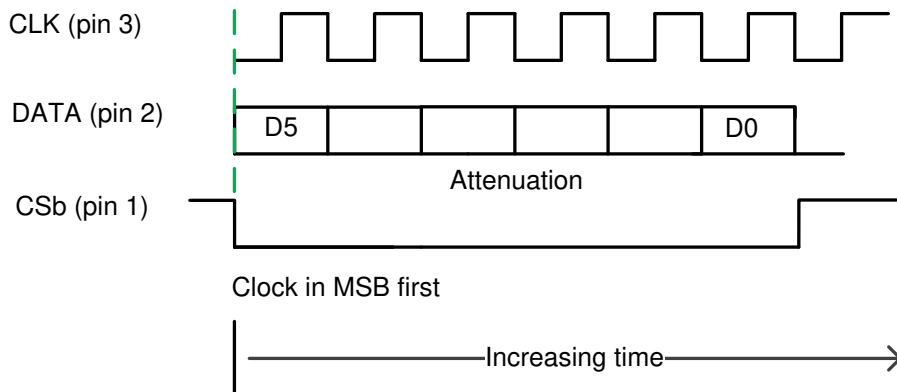 CLK (pin 3)
DATA (pin 2)
D5
D0
Attenuation
CSb (pin 1)
Clock in MSB first
Increasing time